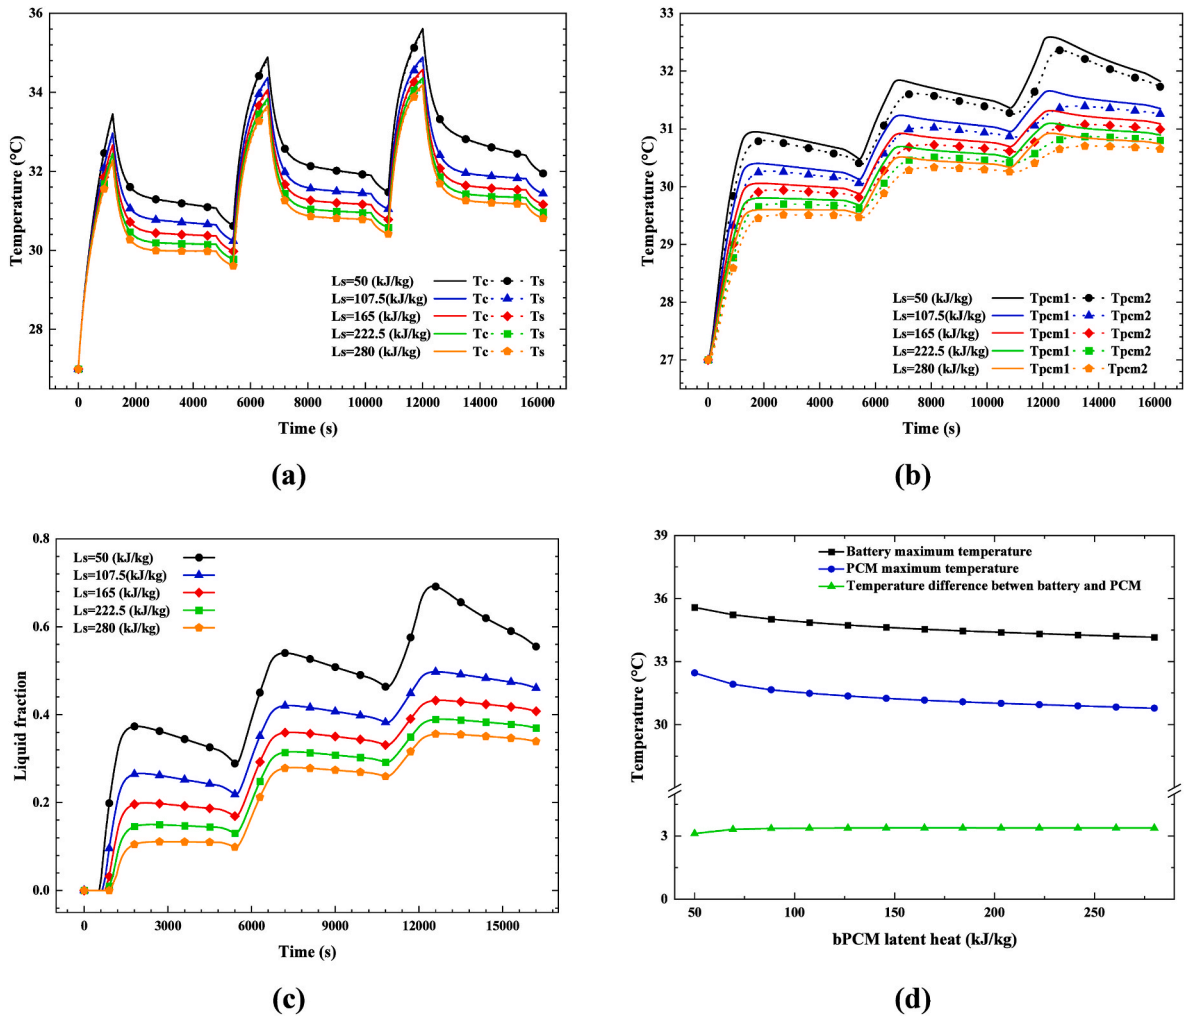 36
34
32
30
28
Temperature (°C)
Ls=50 (kJ/kg) Tc Ts
Ls=107.5(kJ/kg) Tc Ts
Ls=165 (kJ/kg) Tc Ts
Ls=222.5 (kJ/kg) Tc Ts
Ls=280 (kJ/kg) Tc Ts
0 2000 4000 6000 8000 10000 12000 14000 16000
Time (s)
(a)
33
32
31
30
29
28
27
Temperature (°C)
Ls=50 (kJ/kg) Tpcm1 Tpcm2
Ls=107.5(kJ/kg) Tpcm1 Tpcm2
Ls=165 (kJ/kg) Tpcm1 Tpcm2
Ls=222.5 (kJ/kg) Tpcm1 Tpcm2
Ls=280 (kJ/kg) Tpcm1 Tpcm2
0 2000 4000 6000 8000 10000 12000 14000 16000
Time (s)
(b)
0.8
0.6
0.4
0.2
0.0
Liquid fraction
Ls=50 (kJ/kg)
Ls=107.5(kJ/kg)
Ls=165 (kJ/kg)
Ls=222.5 (kJ/kg)
Ls=280 (kJ/kg)
0 3000 6000 9000 12000 15000
Time (s)
(c)
39
36
33
30
3
0
Temperature (°C)
Battery maximum temperature
PCM maximum temperature
Temperature difference betwen battery and PCM
50 100 150 200 250
bPCM latent heat (kJ/kg)
(d)